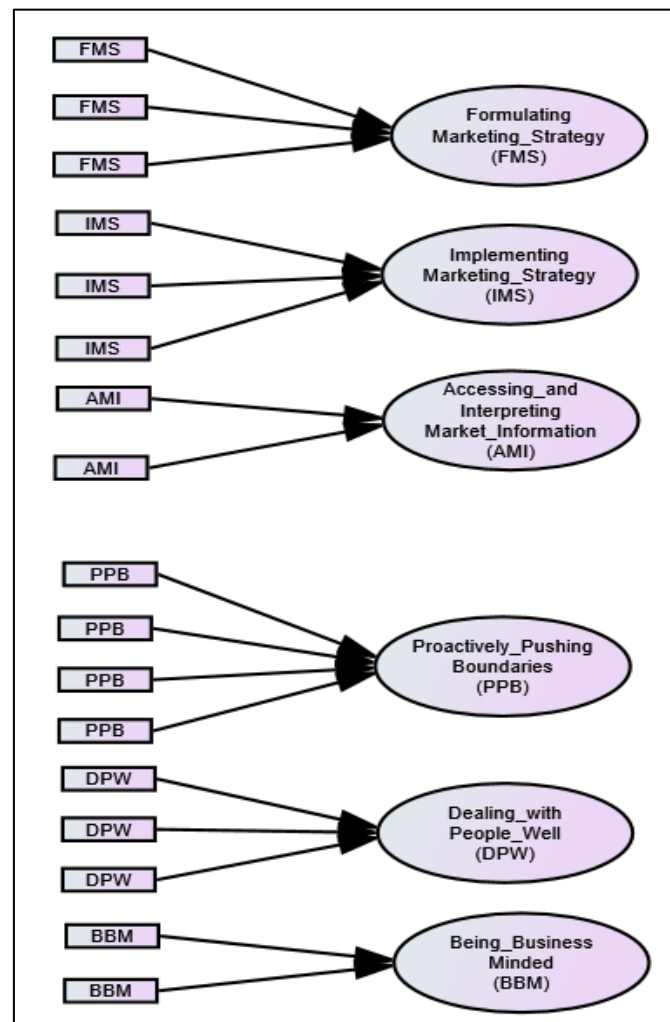 FMS
FMS
FMS
Formulating
Marketing_Strategy
(FMS)
IMS
IMS
IMS
Implementing
Marketing_Strategy
(IMS)
AMI
AMI
Accessing_and
Interpreting
Market_Information
(AMI)
PPB
PPB
PPB
PPB
Proactively_Pushing
Boundaries
(PPB)
DPW
DPW
DPW
Dealing_with
People_Well
(DPW)
BBM
BBM
Being_Business
Minded
(BBM)